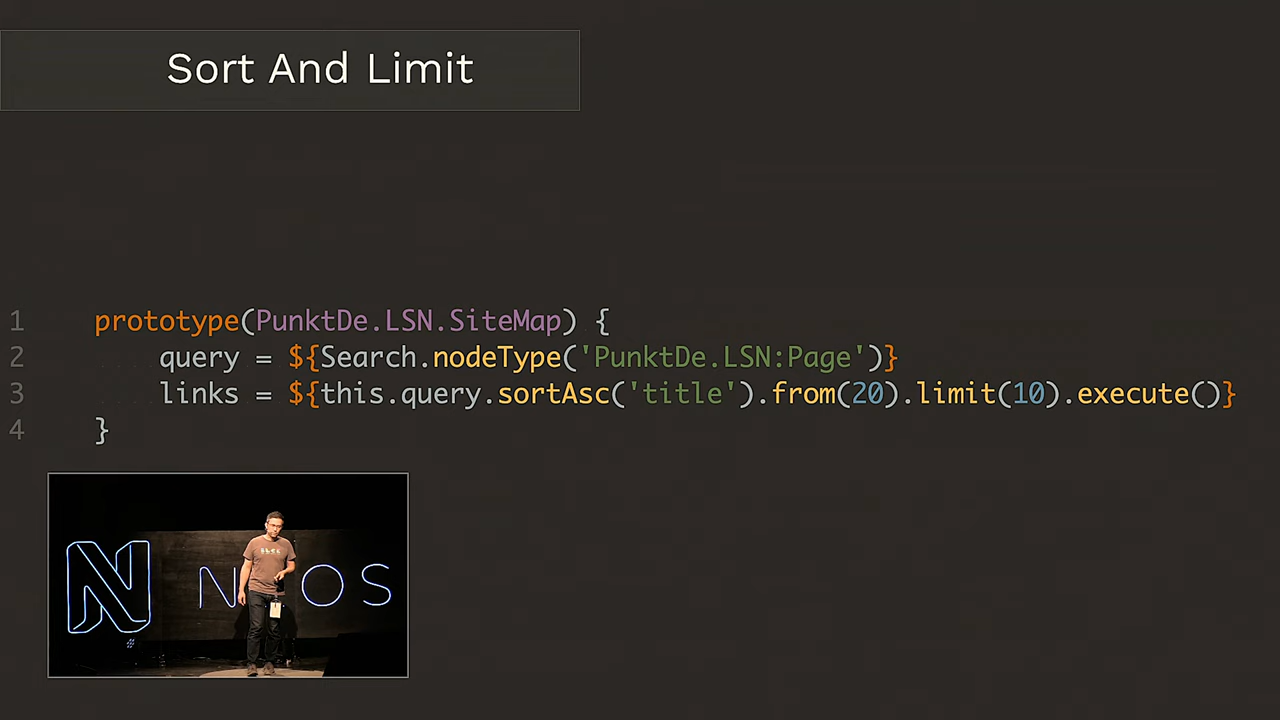 Sort And Limit
1 prototype(PunktDe.LSN.SiteMap) {
2 query = ${Search.nodeType('PunktDe.LSN:Page')}
3 links = ${this.query.sortAsc('title').from(20).limit(10).execute()}
4 }
N OS